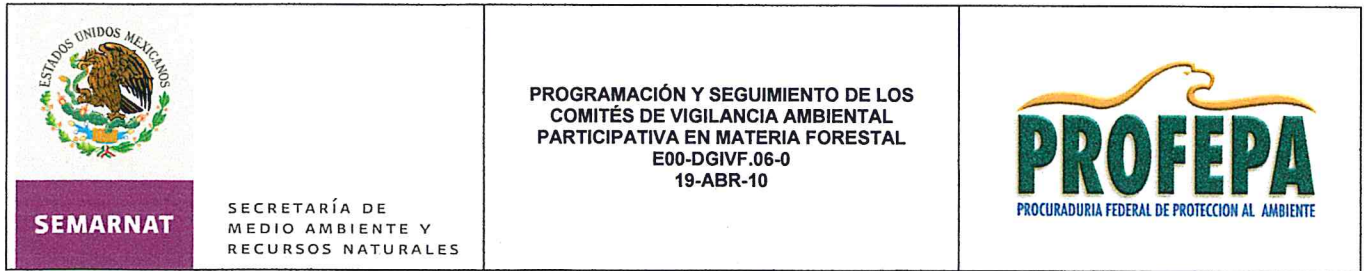 ESTADOS UNIDOS MEXICANOS
SEMARNAT
SECRETARÍA DE
MEDIO AMBIENTE Y
RECURSOS NATURALES
PROGRAMACIÓN Y SEGUIMIENTO DE LOS
COMITÉS DE VIGILANCIA AMBIENTAL
PARTICIPATIVA EN MATERIA FORESTAL
E00-DGIVF.06-0
19-ABR-10
PROFEPA
PROCURADURIA FEDERAL DE PROTECCION AL AMBIENTE